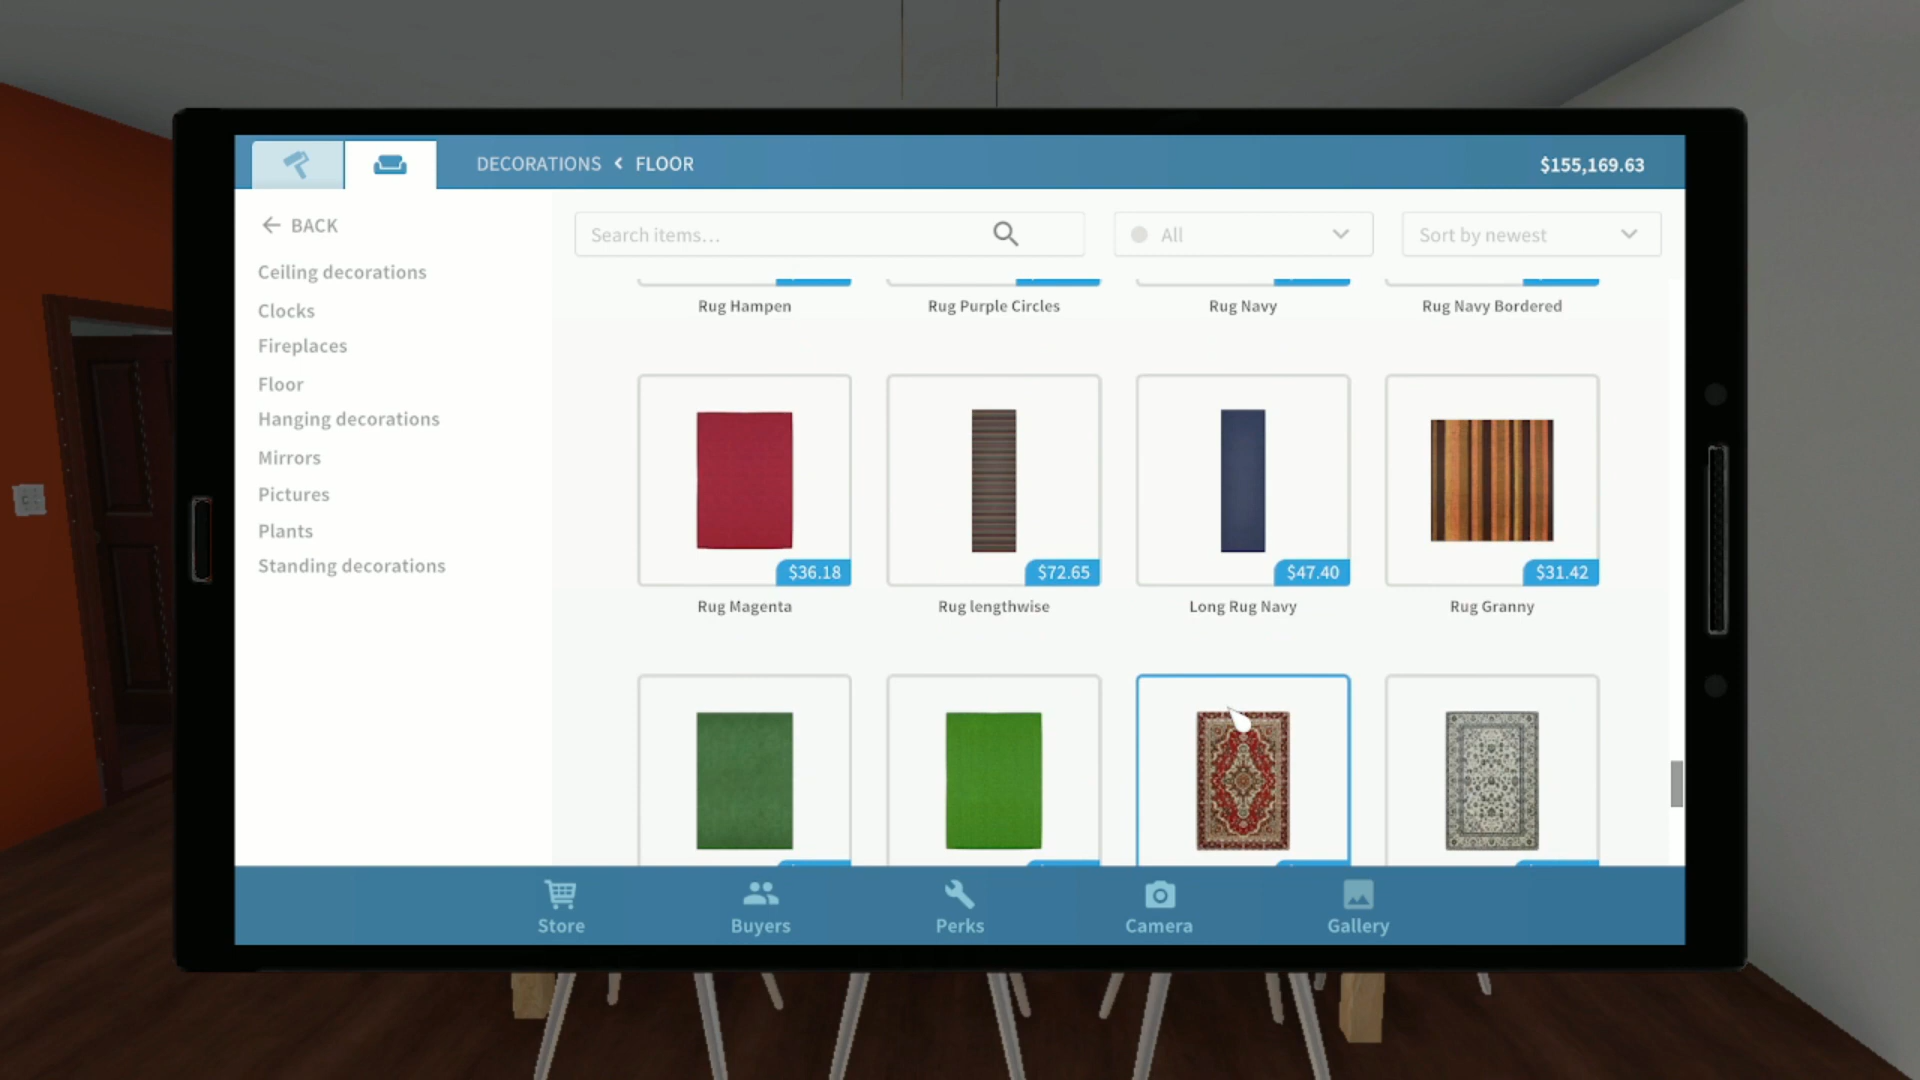 DECORATIONS < FLOOR
$155,169.63
BACK
Search items...
All
Sort by newest
Ceiling decorations
Clocks
Fireplaces
Floor
Hanging decorations
Mirrors
Pictures
Plants
Standing decorations
Rug Hampen
Rug Purple Circles
Rug Navy
Rug Navy Bordered
$36.18
$72.65
$47.40
$31.42
Rug Magenta
Rug lengthwise
Long Rug Navy
Rug Granny
Store
Buyers
Perks
Camera
Gallery